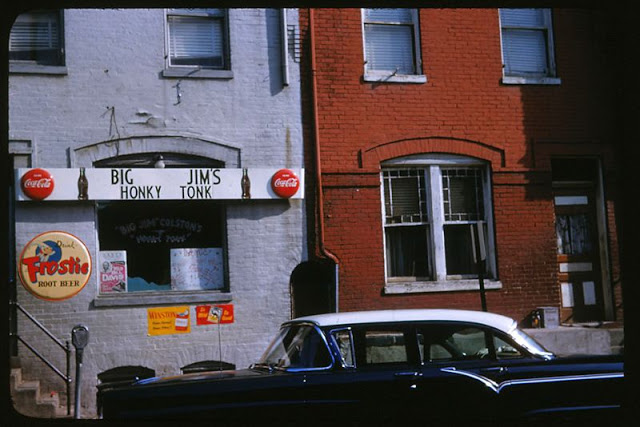 BIG JIM'S
HONKY TONK
Coca-Cola
Coca-Cola
"BIG JIM" COLSTON'S
HONKY TONK
Drink
Frostie
ROOT BEER
WINSTON